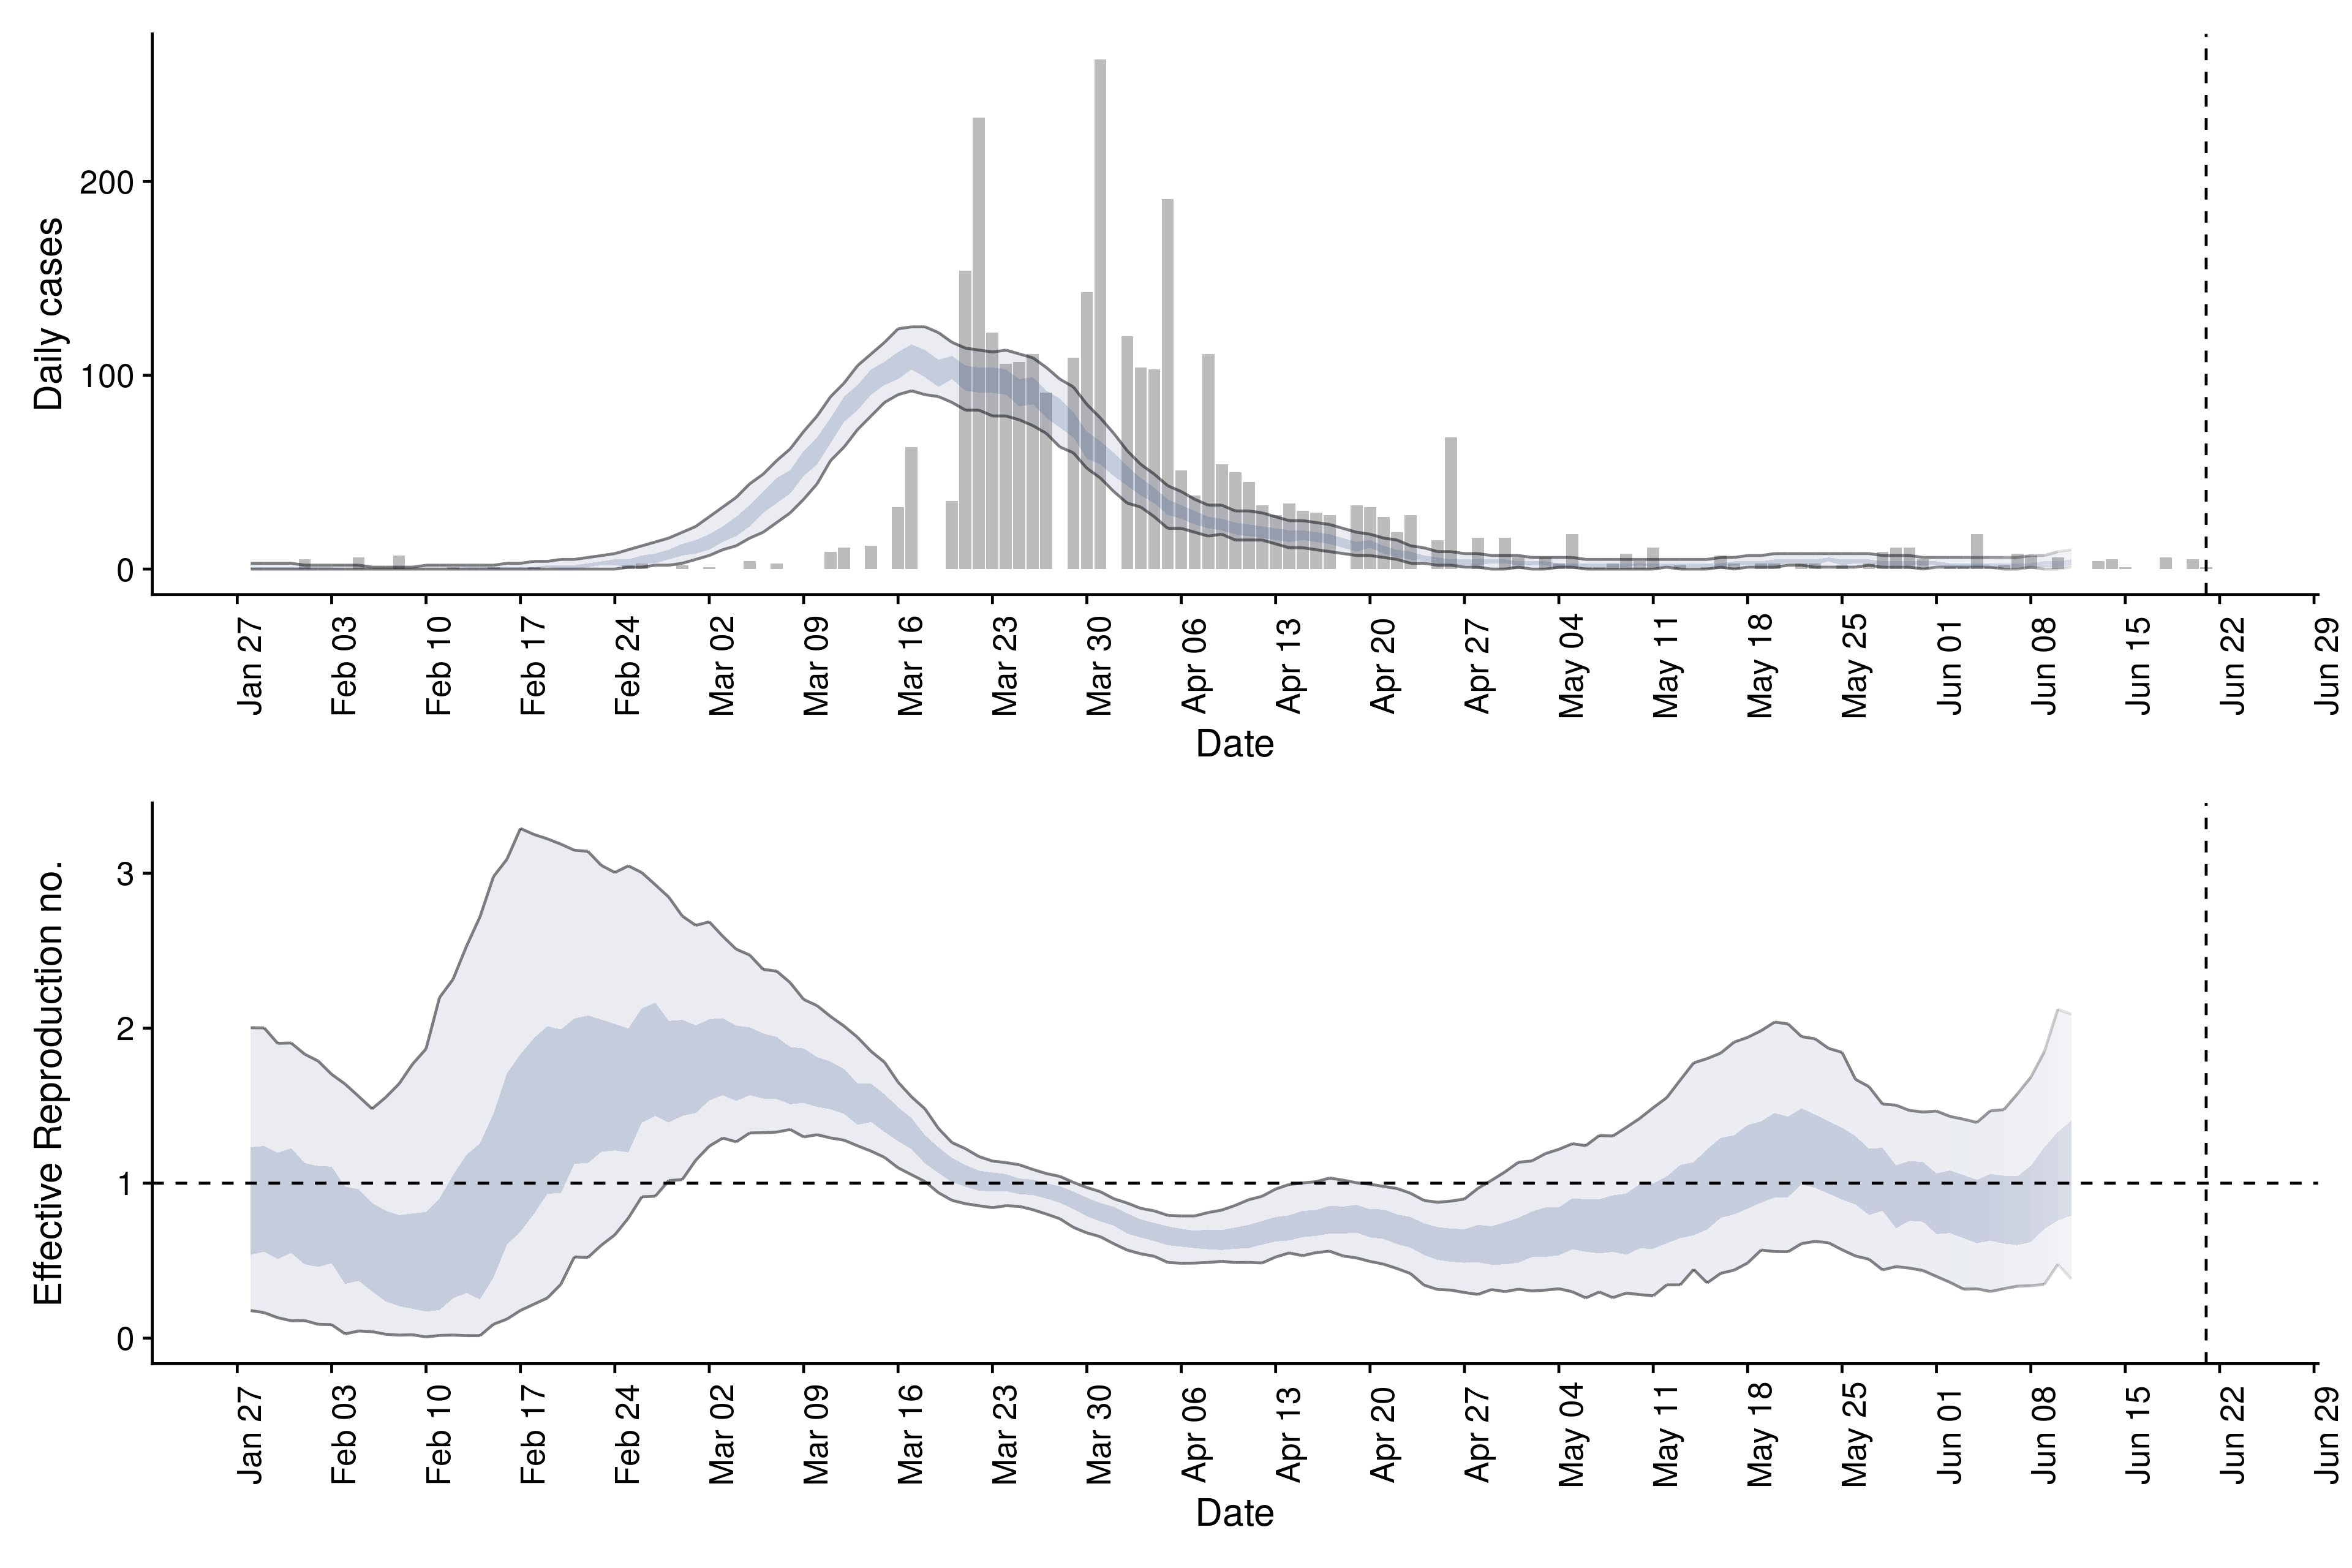 Daily cases
200
100
0
Jan 27
Feb 03
Feb 10
Feb 17
Feb 24
Mar 02
Mar 09
Mar 16
Mar 23
Mar 30
Apr 06
Apr 13
Apr 20
Apr 27
May 04
May 11
May 18
May 25
Jun 01
Jun 08
Jun 15
Jun 22
Jun 29
Date
Effective Reproduction no.
3
2
1
0
Jan 27
Feb 03
Feb 10
Feb 17
Feb 24
Mar 02
Mar 09
Mar 16
Mar 23
Mar 30
Apr 06
Apr 13
Apr 20
Apr 27
May 04
May 11
May 18
May 25
Jun 01
Jun 08
Jun 15
Jun 22
Jun 29
Date